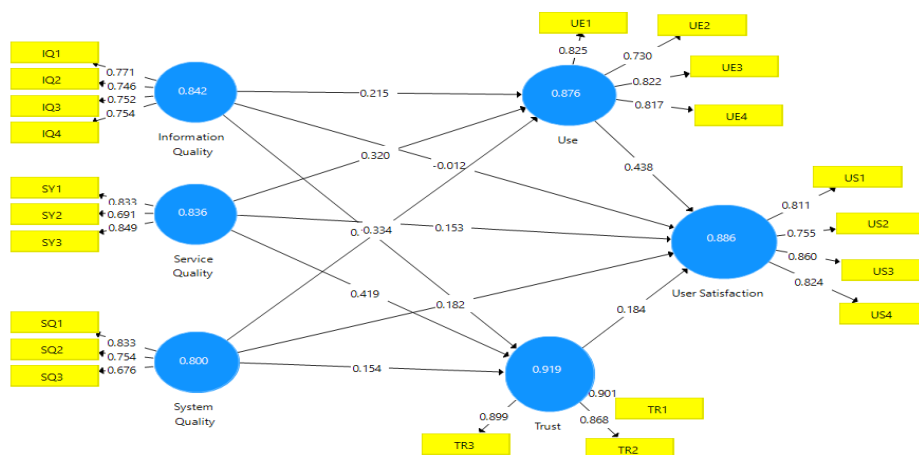 UE1
UE2
0.825
0.730
IQ1
0.771
IQ2
0.746
IQ3
0.752
IQ4
0.754
0.842
Information
Quality
0.215
0.876
Use
0.822
UE3
0.817
UE4
0.320
-0.012
0.438
SY1
0.833
SY2
0.691
SY3
0.849
0.836
Service
Quality
0.334
0.153
0.886
User Satisfaction
0.811
US1
0.755
US2
0.860
US3
0.824
US4
0.419
0.182
0.184
SQ1
0.833
SQ2
0.754
SQ3
0.676
0.800
System
Quality
0.154
0.919
Trust
0.901
TR1
0.899
TR3
0.868
TR2